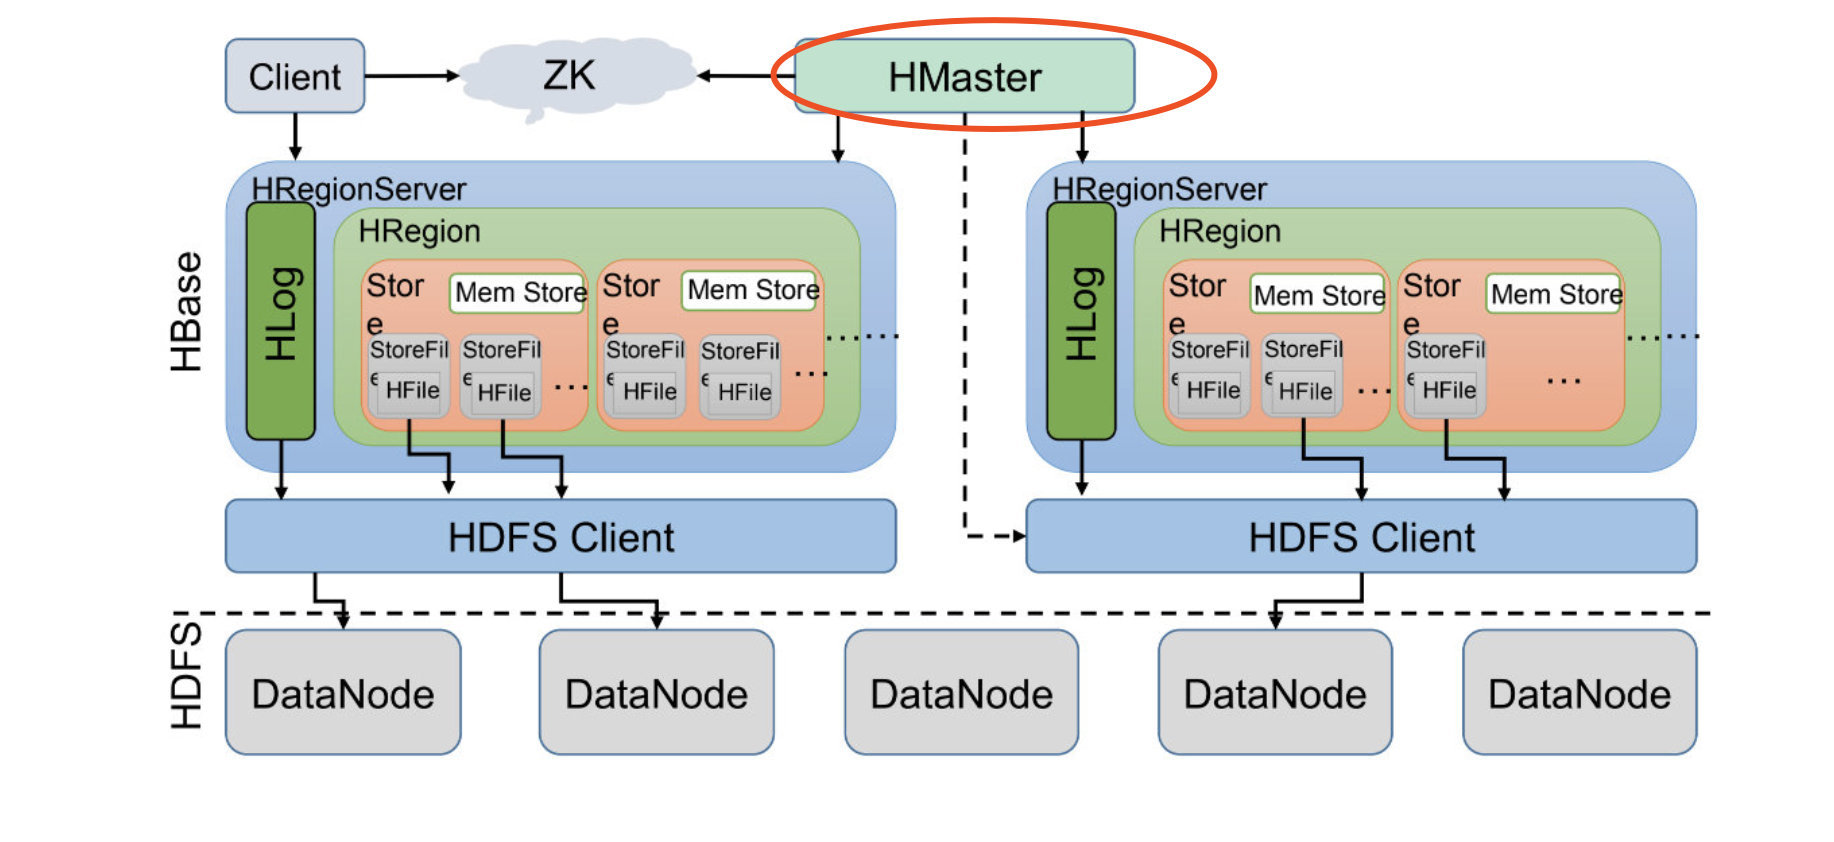 Client
ZK
HMaster
HBase
HRegionServer
HLog
HRegion
Stor
e
Mem Store
StoreFil
e
HFile
StoreFil
e
HFile
...
Stor
e
Mem Store
StoreFil
e
HFile
StoreFil
e
HFile
...
......
HRegionServer
HLog
HRegion
Stor
e
Mem Store
StoreFil
e
HFile
StoreFil
e
HFile
...
Stor
e
Mem Store
StoreFil
e
HFile
...
......
HDFS Client
HDFS Client
HDFS
DataNode
DataNode
DataNode
DataNode
DataNode